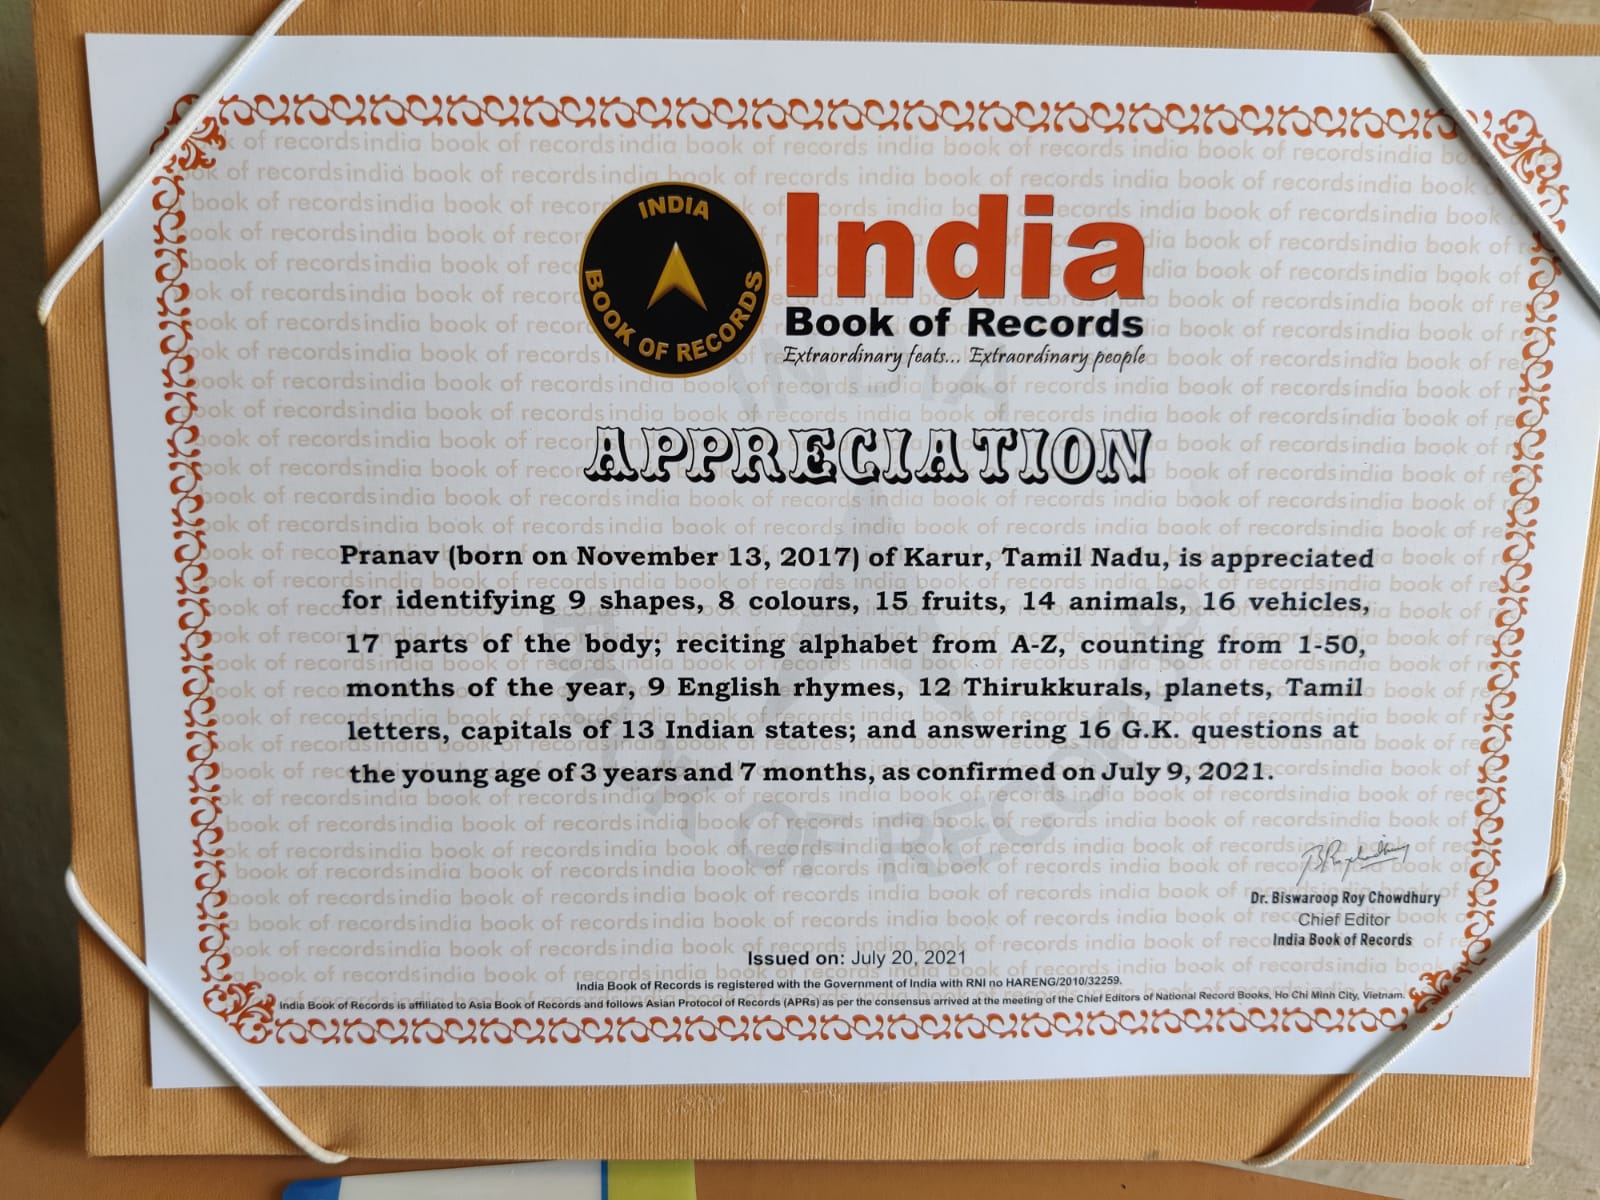 INDIA
BOOK OF RECORDS
India
Book of Records
Extraordinary feats... Extraordinary people
APPRECIATION
Pranav (born on November 13, 2017) of Karur, Tamil Nadu, is appreciated
for identifying 9 shapes, 8 colours, 15 fruits, 14 animals, 16 vehicles,
17 parts of the body; reciting alphabet from A-Z, counting from 1-50,
months of the year, 9 English rhymes, 12 Thirukkurals, planets, Tamil
letters, capitals of 13 Indian states; and answering 16 G.K. questions at
the young age of 3 years and 7 months, as confirmed on July 9, 2021.
Dr. Biswaroop Roy Chowdhury
Chief Editor
India Book of Records
Issued on: July 20, 2021
India Book of Records is registered with the Government of India with RNI no HARENG/2010/32259.
India Book of Records is affiliated to Asia Book of Records and follows Asian Protocol of Records (APRs) as per the consensus arrived at the meeting of the Chief Editors of National Record Books, Ho Chi Minh City, Vietnam.